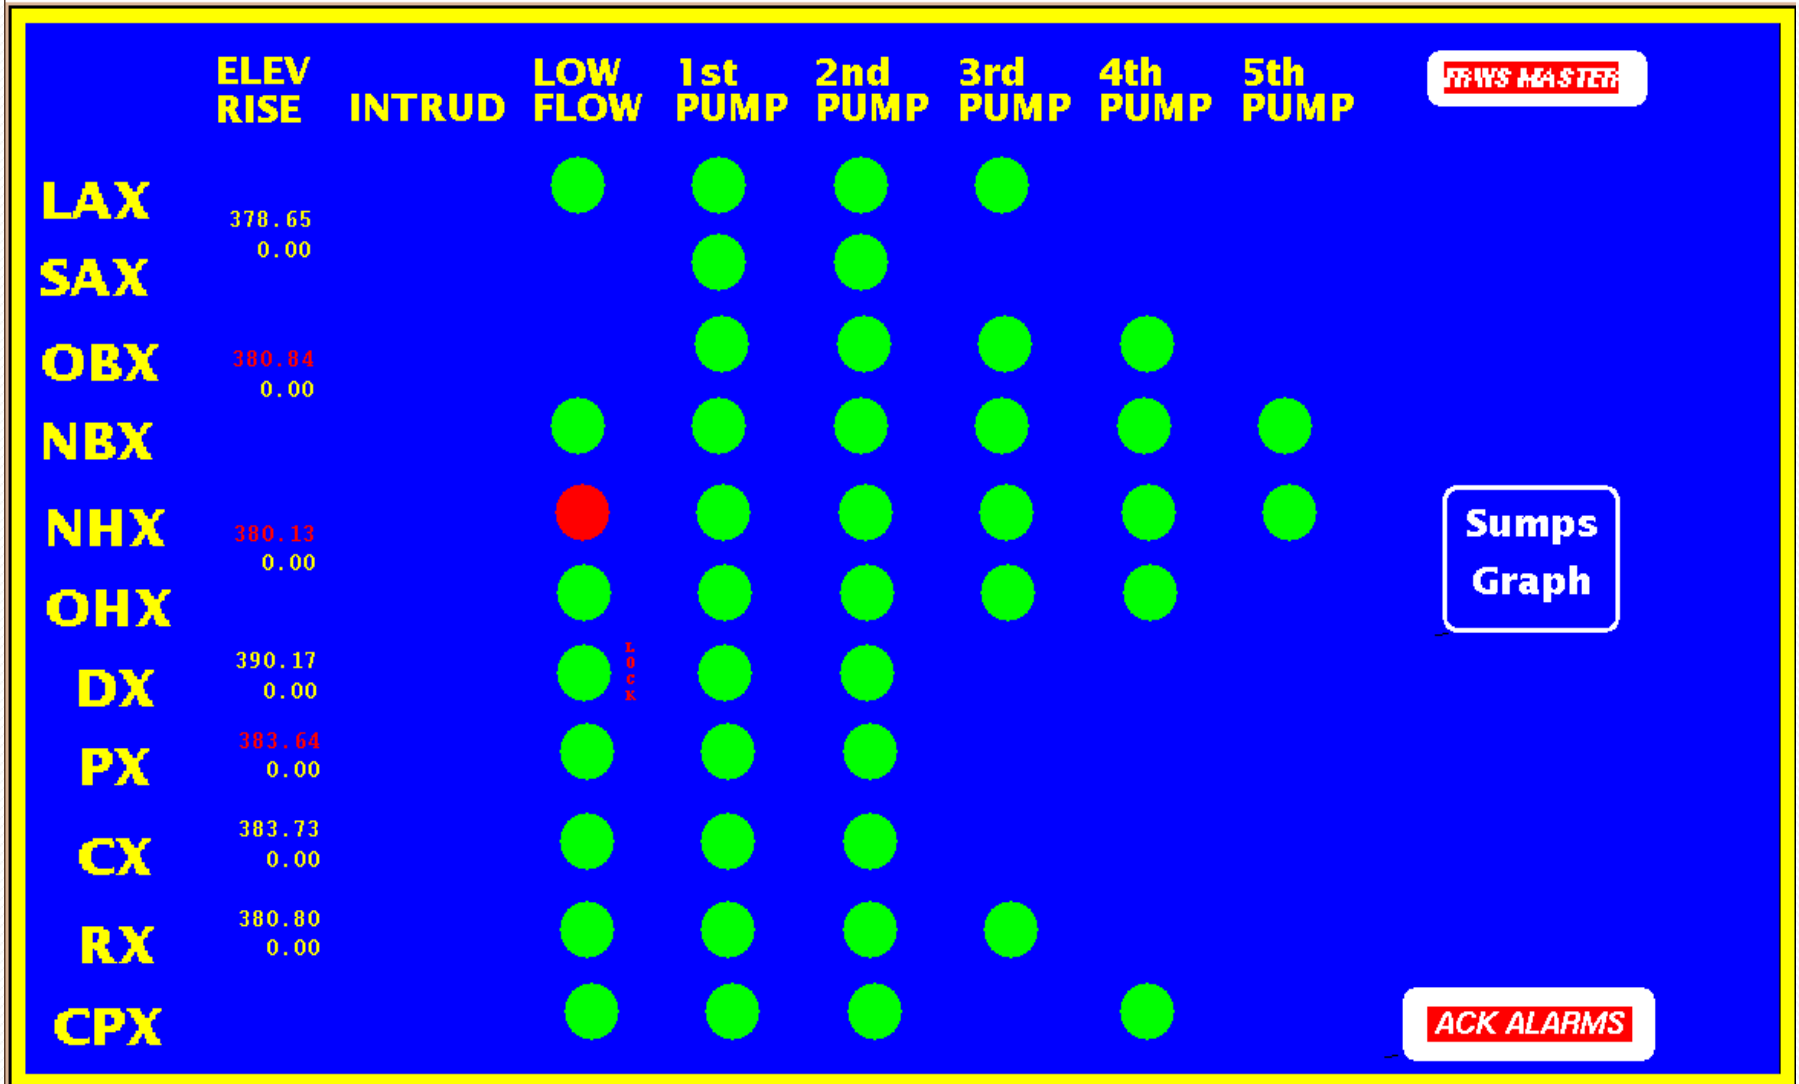 ELEV RISE
INTRUD
LOW FLOW
1st PUMP
2nd PUMP
3rd PUMP
4th PUMP
5th PUMP
TRWS MASTER
LAX
378.65
0.00
SAX
OBX
380.84
0.00
NBX
NHX
380.13
0.00
Sumps
Graph
OHX
DX
390.17
0.00
LOCK
PX
383.64
0.00
CX
383.73
0.00
RX
380.80
0.00
CPX
ACK ALARMS